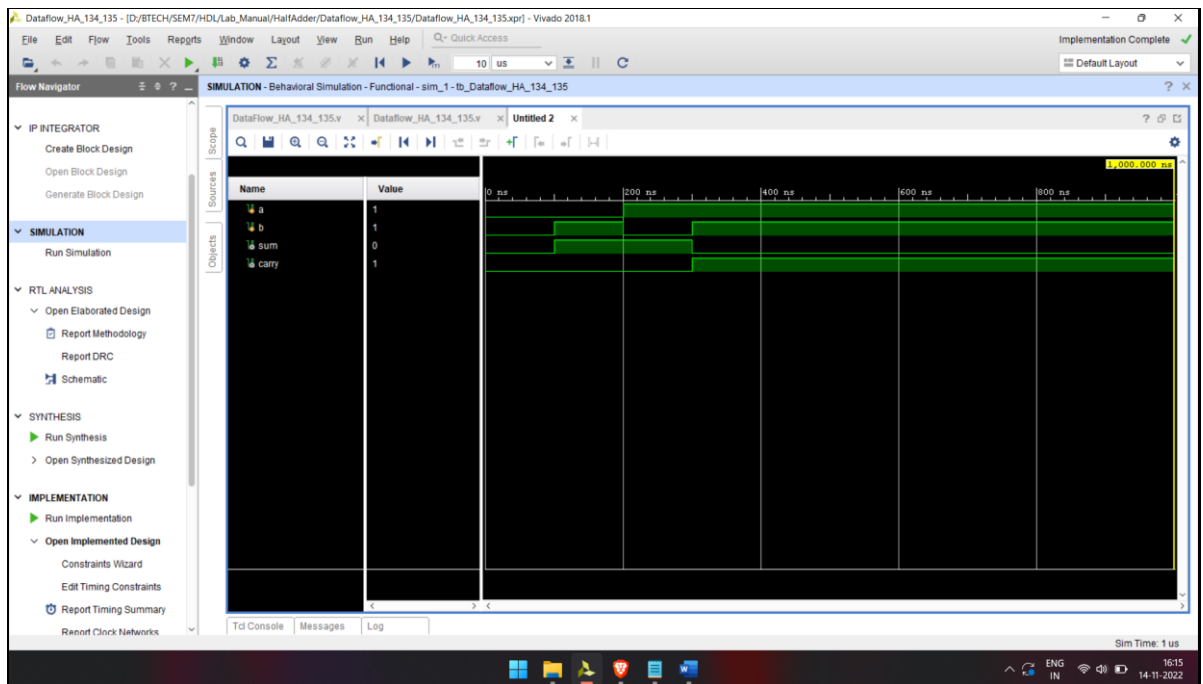 Dataflow_HA_134_135 - [D:/BTECH/SEM7/HDL/Lab_Manual/HalfAdder/Dataflow_HA_134_135/Dataflow_HA_134_135.xpr] - Vivado 2018.1
File Edit Flow Tools Reports Window Layout View Run Help Q- Quick Access Implementation Complete
10 us Default Layout
Flow Navigator ? SIMULATION - Behavioral Simulation - Functional - sim_1 - tb_Dataflow_HA_134_135 ? ×
DataFlow_HA_134_135.v × Dataflow_HA_134_135.v × Untitled 2 × ?
IP INTEGRATOR
Create Block Design
Open Block Design
Generate Block Design
SIMULATION
Run Simulation
RTL ANALYSIS
Open Elaborated Design
Report Methodology
Report DRC
Schematic
SYNTHESIS
Run Synthesis
Open Synthesized Design
IMPLEMENTATION
Run Implementation
Open Implemented Design
Constraints Wizard
Edit Timing Constraints
Report Timing Summary
Report Clock Networks
Scope
Sources
Objects
1,000.000 ns
Name Value 0 ns 200 ns 400 ns 600 ns 800 ns
a 1
b 1
sum 0
carry 1
Tcl Console Messages Log
Sim Time: 1 us
ENG 16:15
IN 14-11-2022